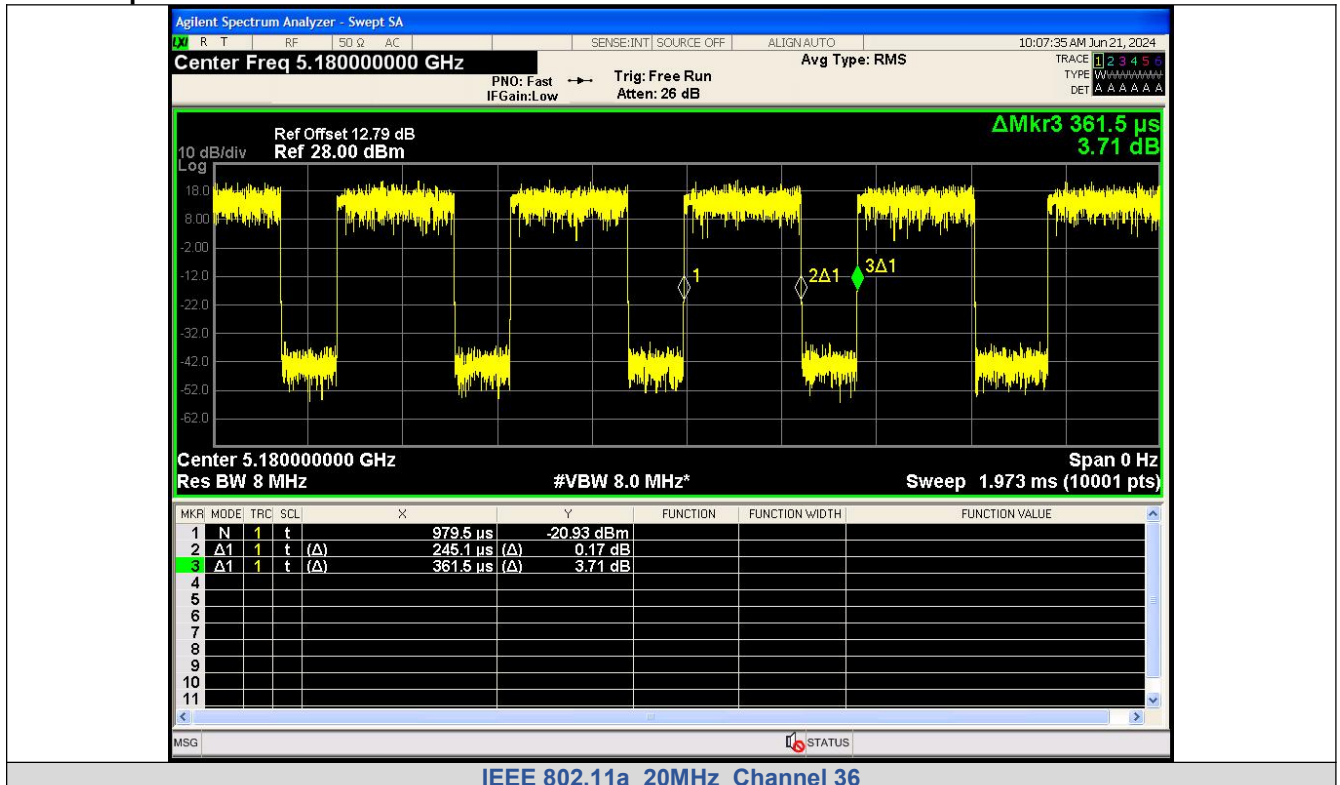 Agilent Spectrum Analyzer - Swept SA
LXI R T RF 50 Ω AC SENSE:INT SOURCE OFF ALIGN AUTO 10:07:35 AM Jun 21, 2024
Center Freq 5.180000000 GHz Avg Type: RMS TRACE 1 2 3 4 5 6
PNO: Fast Trig: Free Run TYPE WWWWWW
IFGain:Low Atten: 26 dB DET A A A A A A
ΔMkr3 361.5 µs
Ref Offset 12.79 dB
10 dB/div Ref 28.00 dBm 3.71 dB
Log
18.0
8.00
-2.00
-12.0
1 2Δ1 3Δ1
-22.0
-32.0
-42.0
-52.0
-62.0
Center 5.180000000 GHz Span 0 Hz
Res BW 8 MHz #VBW 8.0 MHz* Sweep 1.973 ms (10001 pts)
MKR MODE TRC SCL X Y FUNCTION FUNCTION WIDTH FUNCTION VALUE
1 N 1 t 979.5 µs -20.93 dBm
2 Δ1 1 t (Δ) 245.1 µs (Δ) 0.17 dB
3 Δ1 1 t (Δ) 361.5 µs (Δ) 3.71 dB
4
5
6
7
8
9
10
11
MSG STATUS
IEEE 802.11a_20MHz_Channel 36